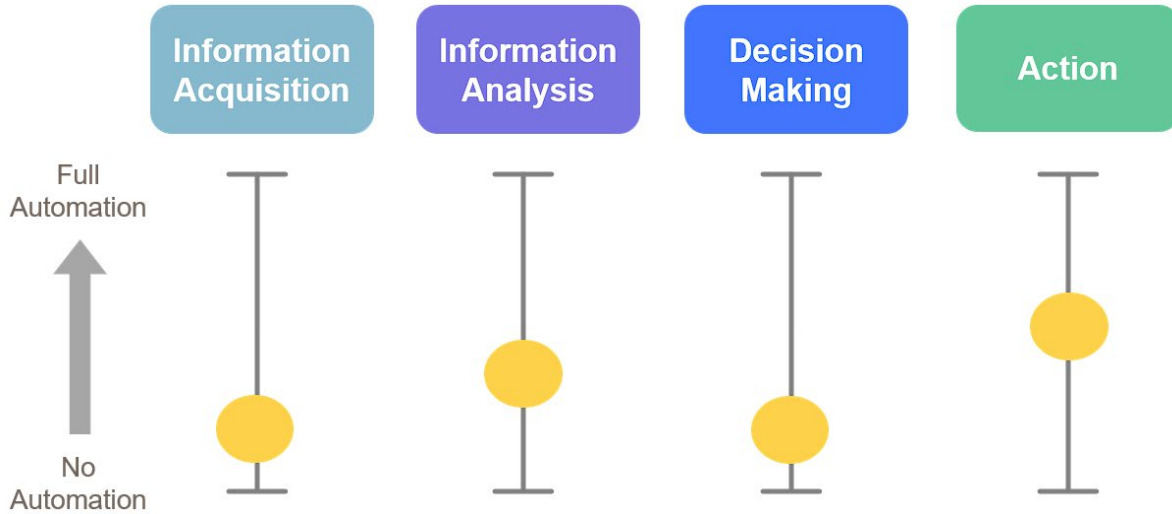 Information
Acquisition
Information
Analysis
Decision
Making
Action
Full
Automation
No
Automation